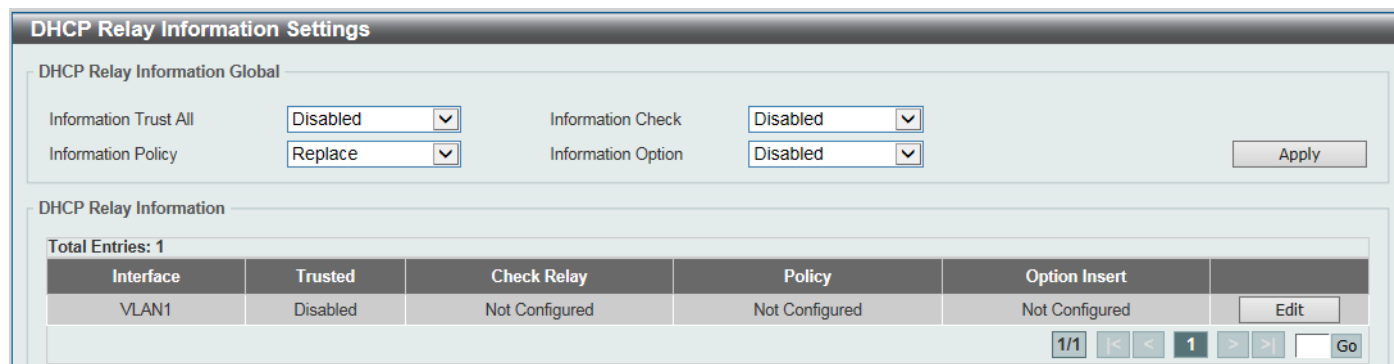 DHCP Relay Information Settings
DHCP Relay Information Global
Information Trust All Disabled Information Check Disabled
Information Policy Replace Information Option Disabled Apply
DHCP Relay Information
Total Entries: 1
Interface Trusted Check Relay Policy Option Insert
VLAN1 Disabled Not Configured Not Configured Not Configured Edit
1/1 |< < 1 > >| Go